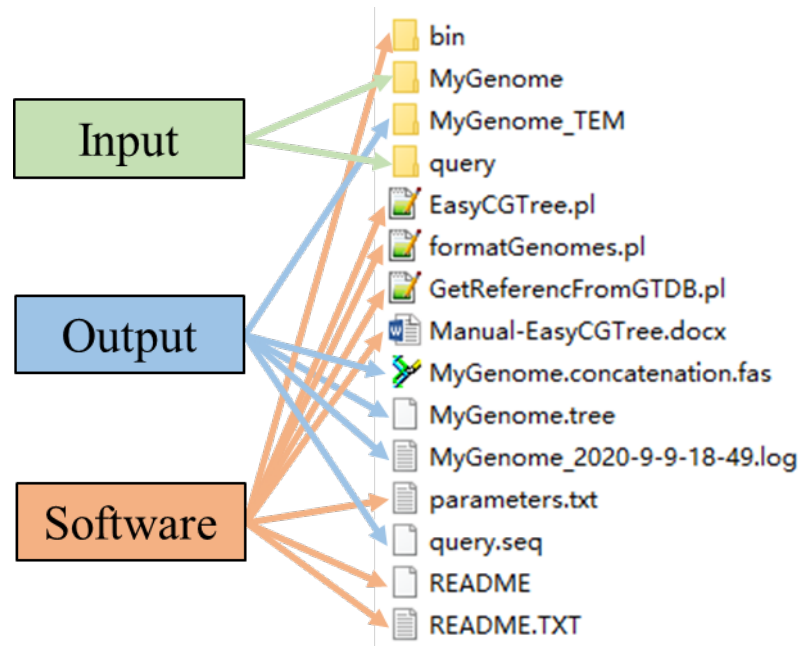 Input
Output
Software
bin
MyGenome
MyGenome_TEM
query
EasyCGTree.pl
formatGenomes.pl
GetReferencFromGTDB.pl
Manual-EasyCGTree.docx
MyGenome.concatenation.fas
MyGenome.tree
MyGenome_2020-9-9-18-49.log
parameters.txt
query.seq
README
README.TXT